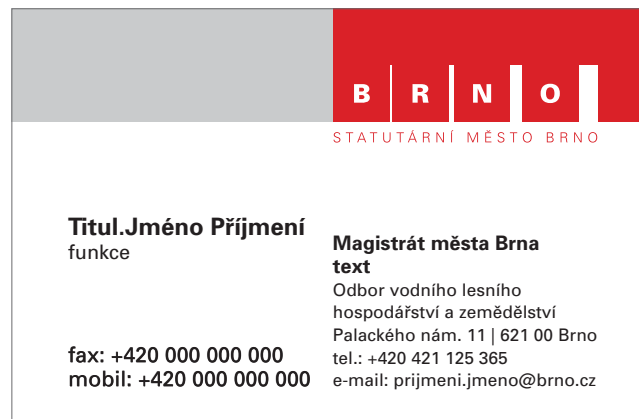 B R N O
STATUTÁRNÍ MĚSTO BRNO
Titul.Jméno Příjmení
funkce
fax: +420 000 000 000
mobil: +420 000 000 000
Magistrát města Brna
text
Odbor vodního lesního
hospodářství a zemědělství
Palackého nám. 11 | 621 00 Brno
tel.: +420 421 125 365
e-mail: prijmeni.jmeno@brno.cz